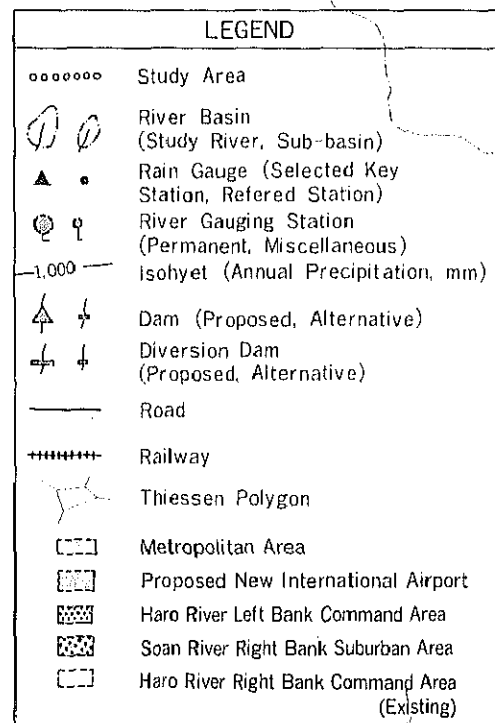 LEGEND
Study Area
River Basin
(Study River, Sub-basin)
Rain Gauge (Selected Key
Station, Refered Station)
River Gauging Station
(Permanent, Miscellaneous)
1,000
Isohyet (Annual Precipitation, mm)
Dam (Proposed, Alternative)
Diversion Dam
(Proposed, Alternative)
Road
Railway
Thiessen Polygon
Metropolitan Area
Proposed New International Airport
Haro River Left Bank Command Area
Soan River Right Bank Suburban Area
Haro River Right Bank Command Area
(Existing)